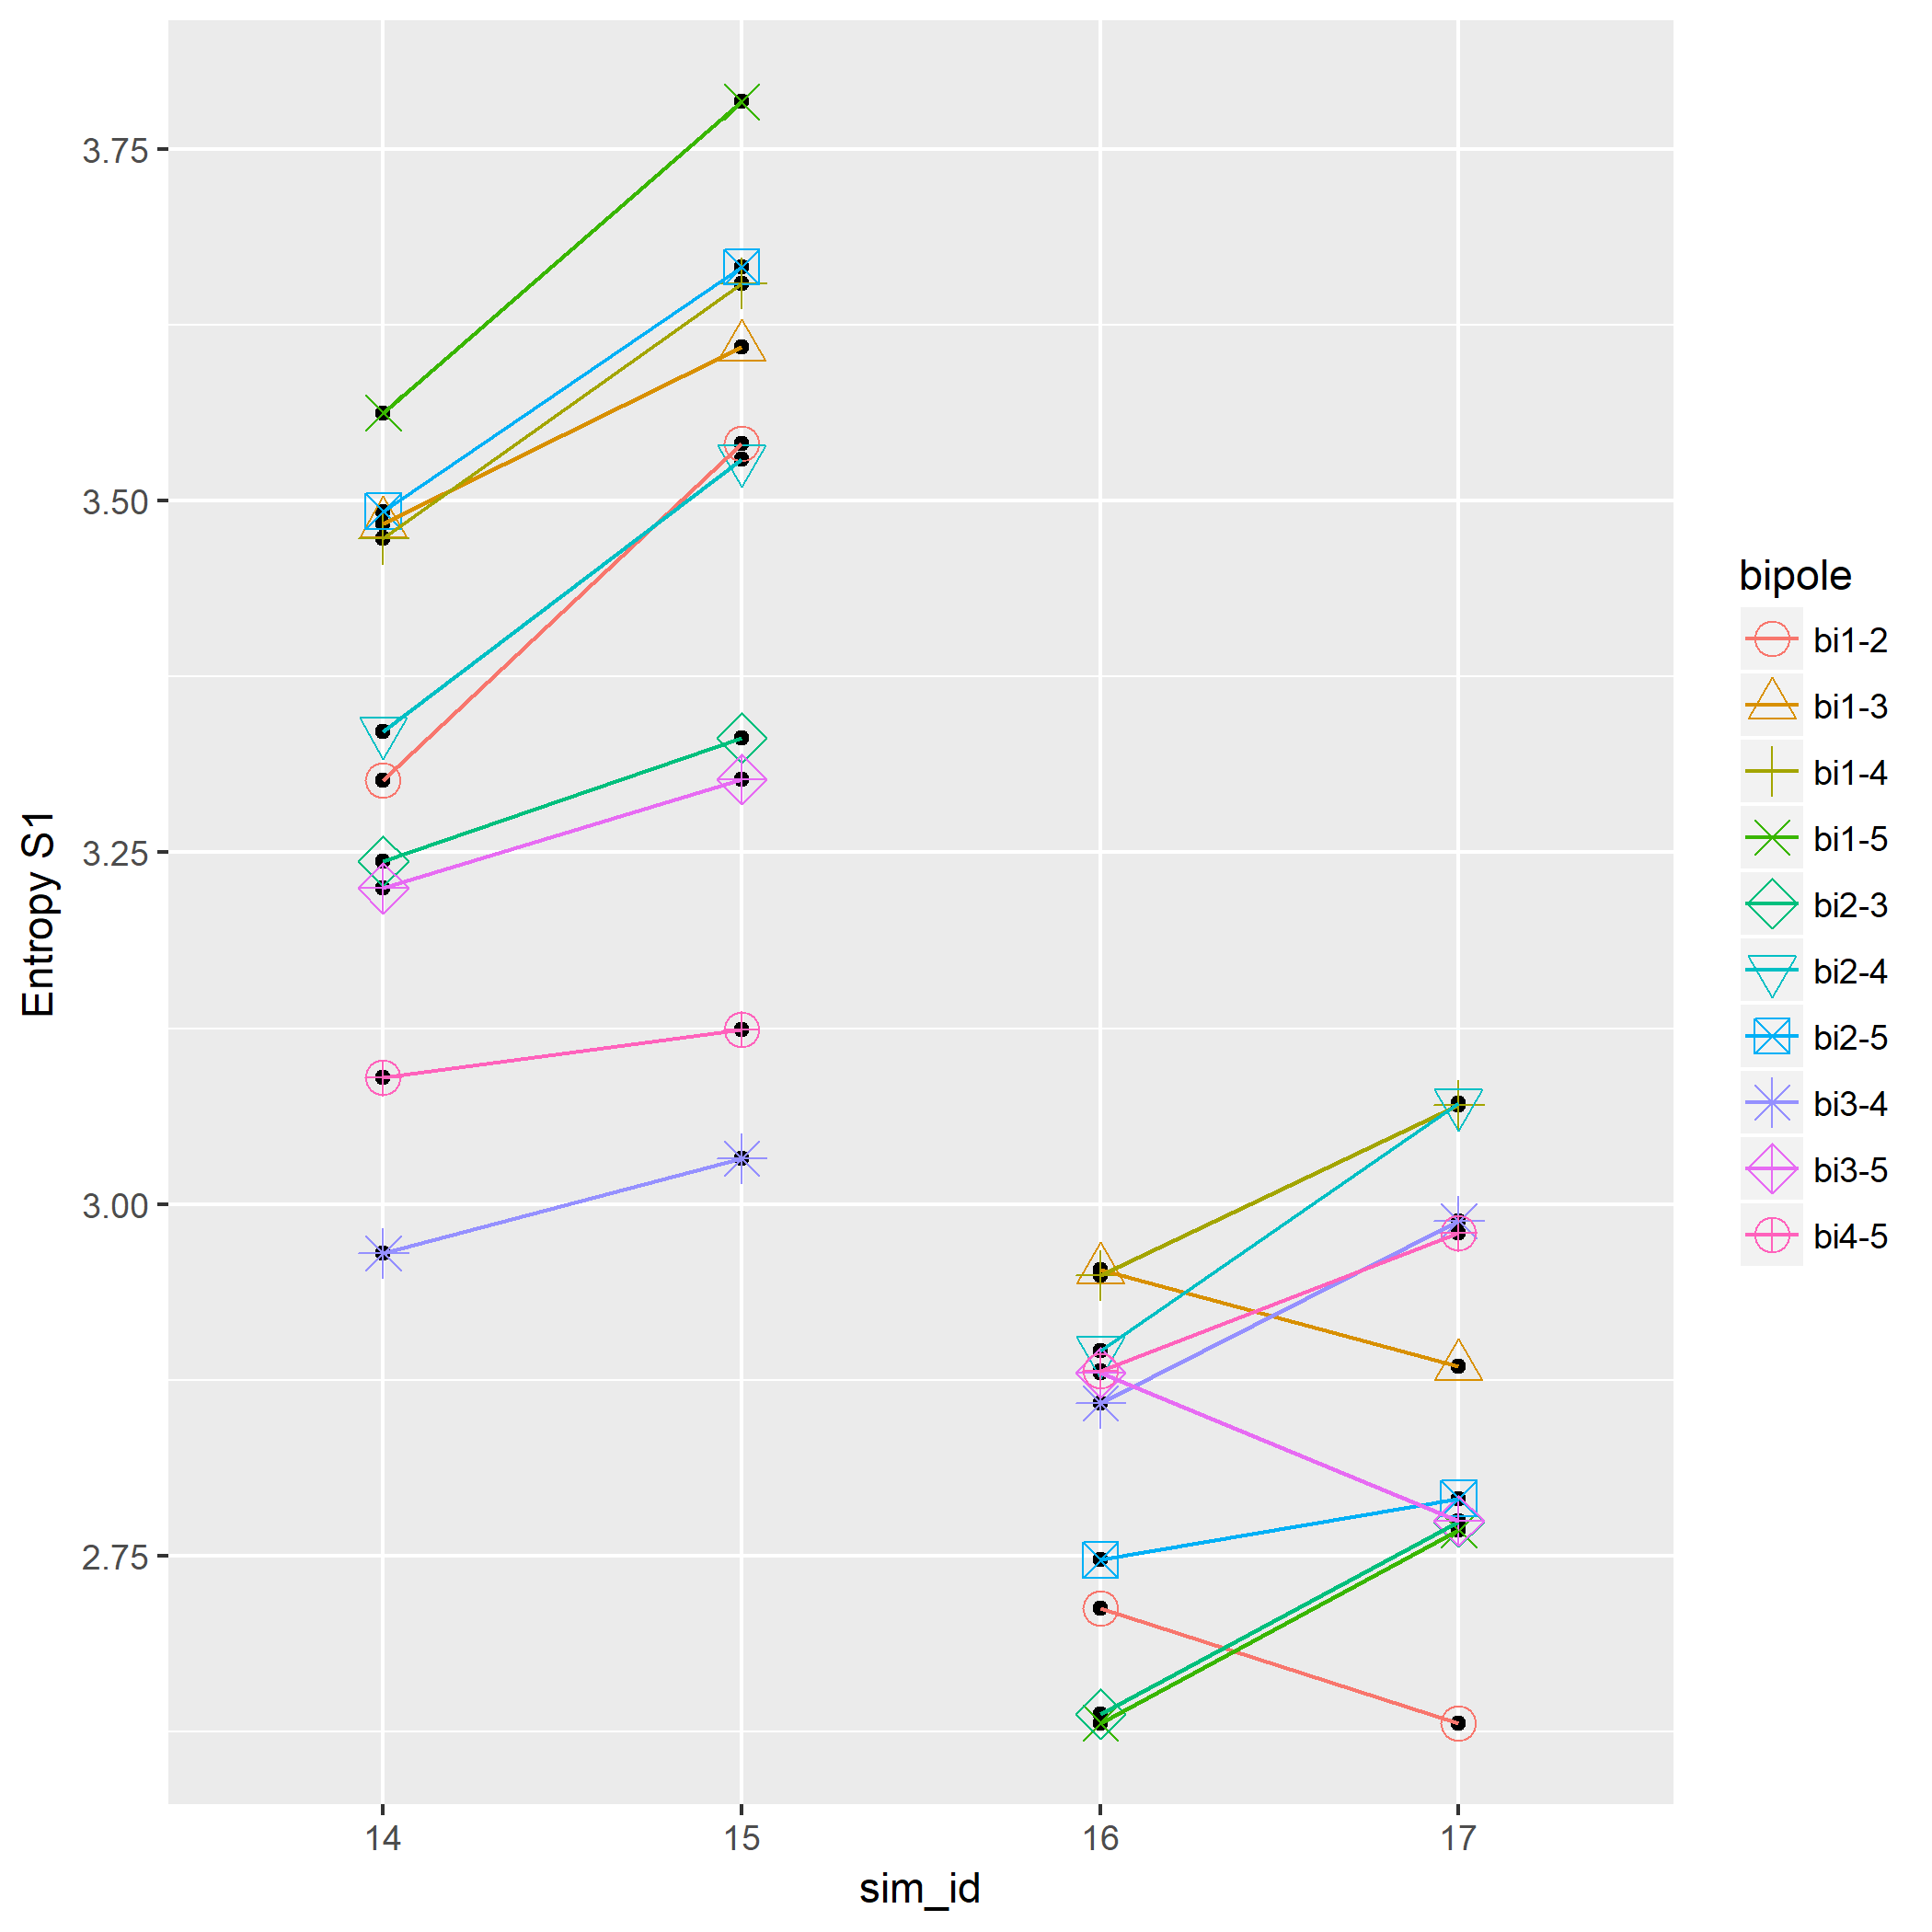 3.75
3.50
3.25
3.00
2.75
Entropy S1
14 15 16 17
sim_id
bipole
bi1-2
bi1-3
bi1-4
bi1-5
bi2-3
bi2-4
bi2-5
bi3-4
bi3-5
bi4-5